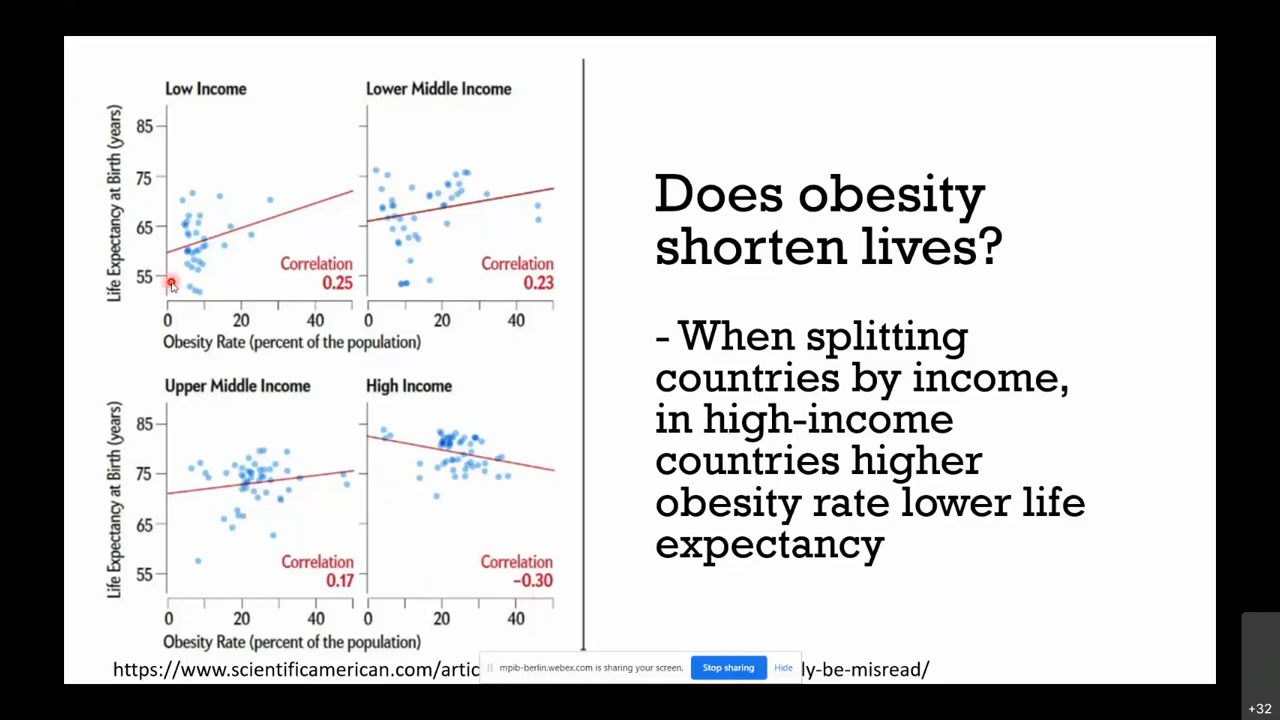 Low Income
Lower Middle Income
Life Expectancy at Birth (years)
85
75
65
55
Correlation
0.25
Correlation
0.23
0 20 40
0 20 40
Obesity Rate (percent of the population)
Upper Middle Income
High Income
Life Expectancy at Birth (years)
85
75
65
55
Correlation
0.17
Correlation
−0.30
0 20 40
0 20 40
Obesity Rate (percent of the population)
Does obesity
shorten lives?
- When splitting
countries by income,
in high-income
countries higher
obesity rate lower life
expectancy
https://www.scientificamerican.com/artic
ly-be-misread/
mpib-berlin.webex.com is sharing your screen.
Stop sharing
Hide
+32